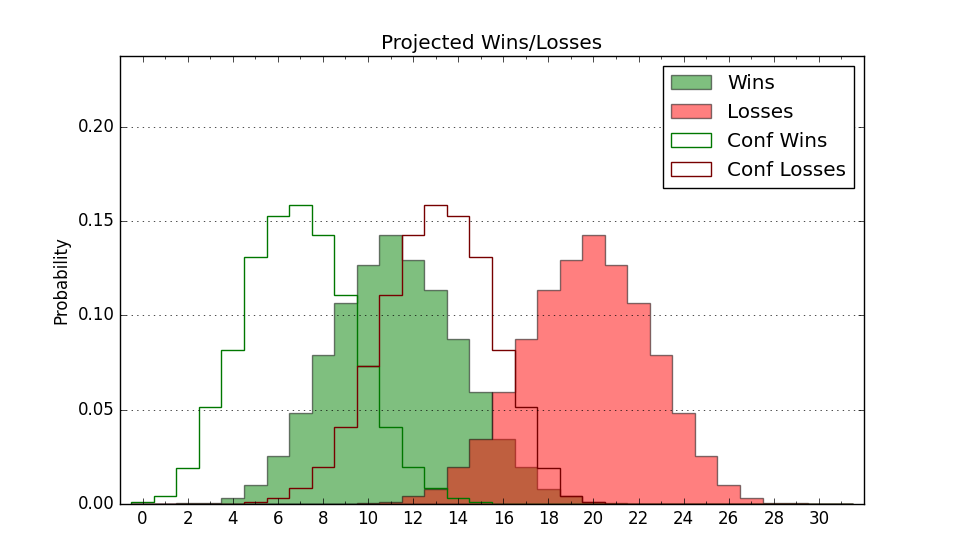 Projected Wins/Losses
Wins
Losses
Conf Wins
Conf Losses
Probability
0.20
0.15
0.10
0.05
0.00
0 2 4 6 8 10 12 14 16 18 20 22 24 26 28 30